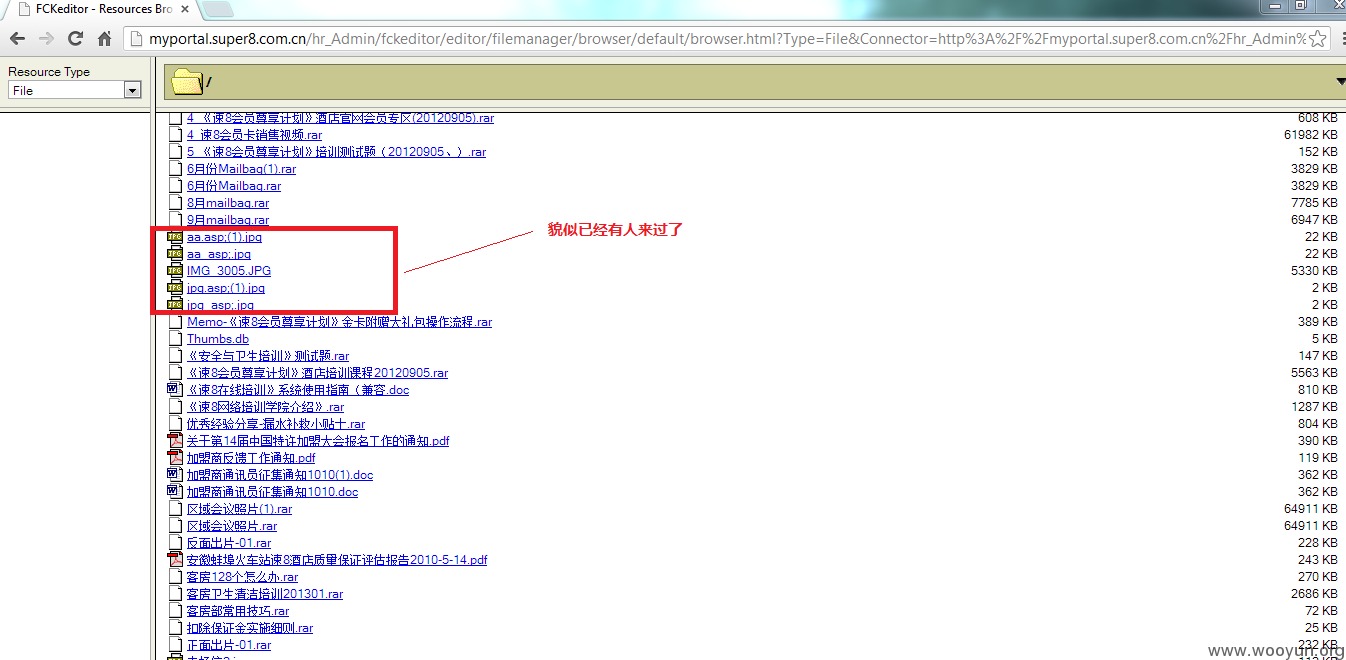 FCKeditor - Resources Bro
myportal.super8.com.cn/hr_Admin/fckeditor/editor/filemanager/browser/default/browser.html?Type=File&Connector=http%3A%2F%2Fmyportal.super8.com.cn%2Fhr_Admin%
Resource Type
File
/
4_《速8会员尊享计划》酒店官网会员专区(20120905).rar 608 KB
4_速8会员卡销售视频.rar 61982 KB
5_《速8会员尊享计划》培训测试题（20120905、）.rar 152 KB
6月份Mailbag(1).rar 3829 KB
6月份Mailbag.rar 3829 KB
8月mailbag.rar 7785 KB
9月mailbag.rar 6947 KB
aa.asp;(1).jpg 22 KB
aa_asp;.jpg 22 KB
IMG_3005.JPG 5330 KB
jpg.asp;(1).jpg 2 KB
jpg_asp;.jpg 2 KB
貌似已经有人来过了
Memo-《速8会员尊享计划》金卡附赠大礼包操作流程.rar 389 KB
Thumbs.db 5 KB
《安全与卫生培训》测试题.rar 147 KB
《速8会员尊享计划》酒店培训课程20120905.rar 5563 KB
《速8在线培训》系统使用指南（兼容.doc 810 KB
《速8网络培训学院介绍》.rar 1287 KB
优秀经验分享-漏水补救小贴士.rar 804 KB
关于第14届中国特许加盟大会报名工作的通知.pdf 390 KB
加盟商反馈工作通知.pdf 119 KB
加盟商通讯员征集通知1010(1).doc 362 KB
加盟商通讯员征集通知1010.doc 362 KB
区域会议照片(1).rar 64911 KB
区域会议照片.rar 64911 KB
反面出片-01.rar 228 KB
安徽蚌埠火车站速8酒店质量保证评估报告2010-5-14.pdf 243 KB
客房128个怎么办.rar 270 KB
客房卫生清洁培训201301.rar 2686 KB
客房部常用技巧.rar 72 KB
扣除保证金实施细则.rar 25 KB
正面出片-01.rar 232 KB
www.wooyun.org